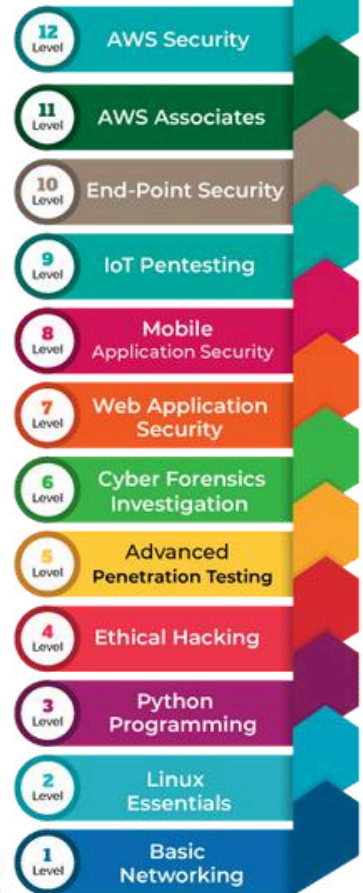 12
Level
AWS Security
11
Level
AWS Associates
10
Level
End-Point Security
9
Level
IoT Pentesting
8
Level
Mobile
Application Security
7
Level
Web Application
Security
6
Level
Cyber Forensics
Investigation
5
Level
Advanced
Penetration Testing
4
Level
Ethical Hacking
3
Level
Python
Programming
2
Level
Linux
Essentials
1
Level
Basic
Networking